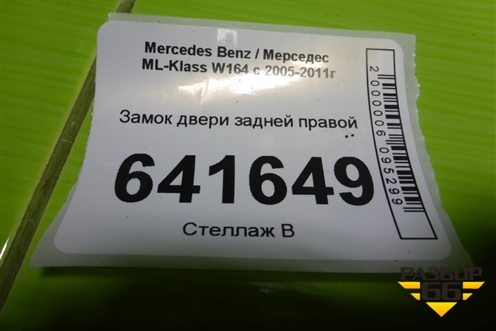 Mercedes Benz / Мерседес
ML-Klass W164 с 2005-2011г
Замок двери задней правой
641649
Стеллаж В
2000006095299
РАЗБОР
66